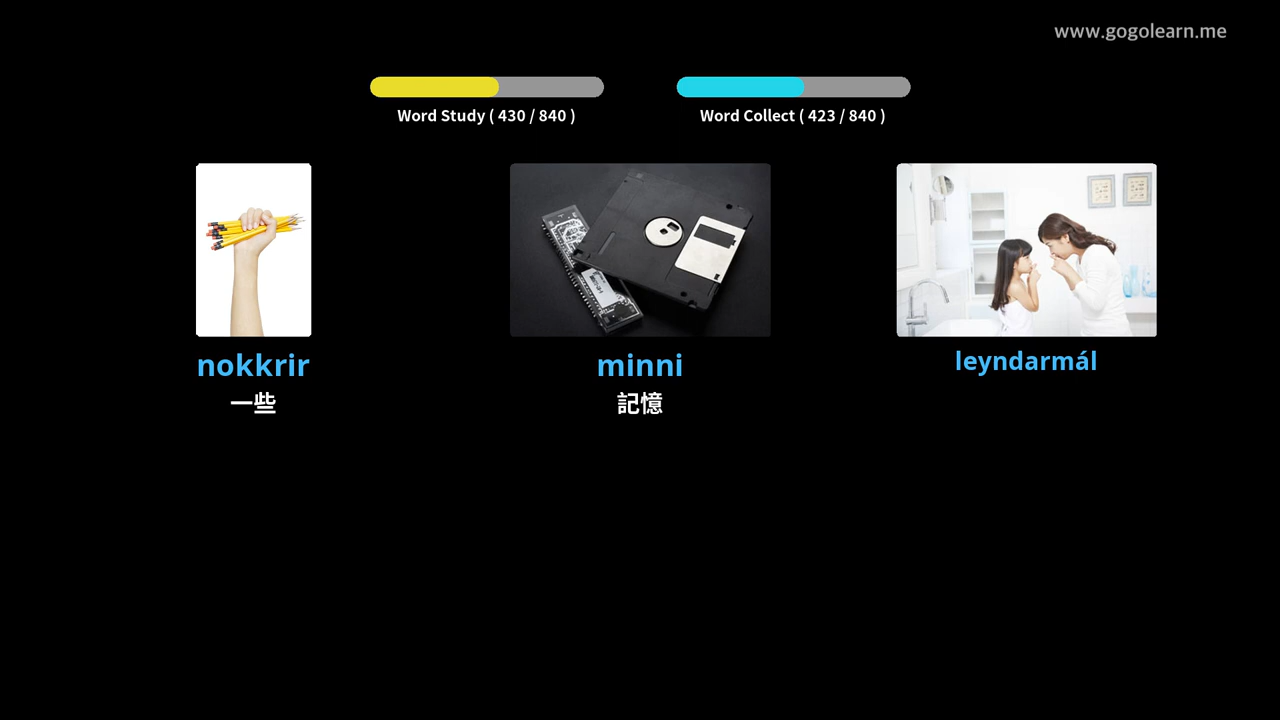 www.gogolearn.me
Word Study ( 430 / 840 )
Word Collect ( 423 / 840 )
nokkrir
一些
minni
記憶
leyndarmál